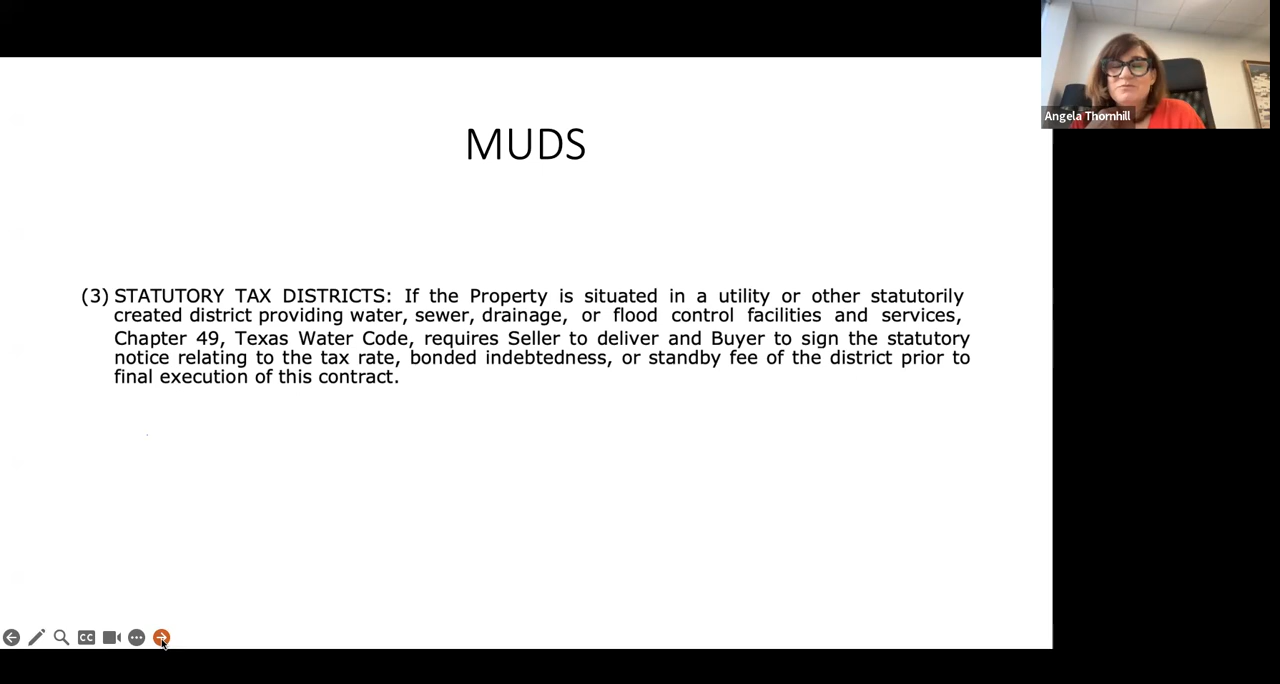 Angela Thornhill
MUDS
(3) STATUTORY TAX DISTRICTS: If the Property is situated in a utility or other statutorily
created district providing water, sewer, drainage, or flood control facilities and services,
Chapter 49, Texas Water Code, requires Seller to deliver and Buyer to sign the statutory
notice relating to the tax rate, bonded indebtedness, or standby fee of the district prior to
final execution of this contract.
CC